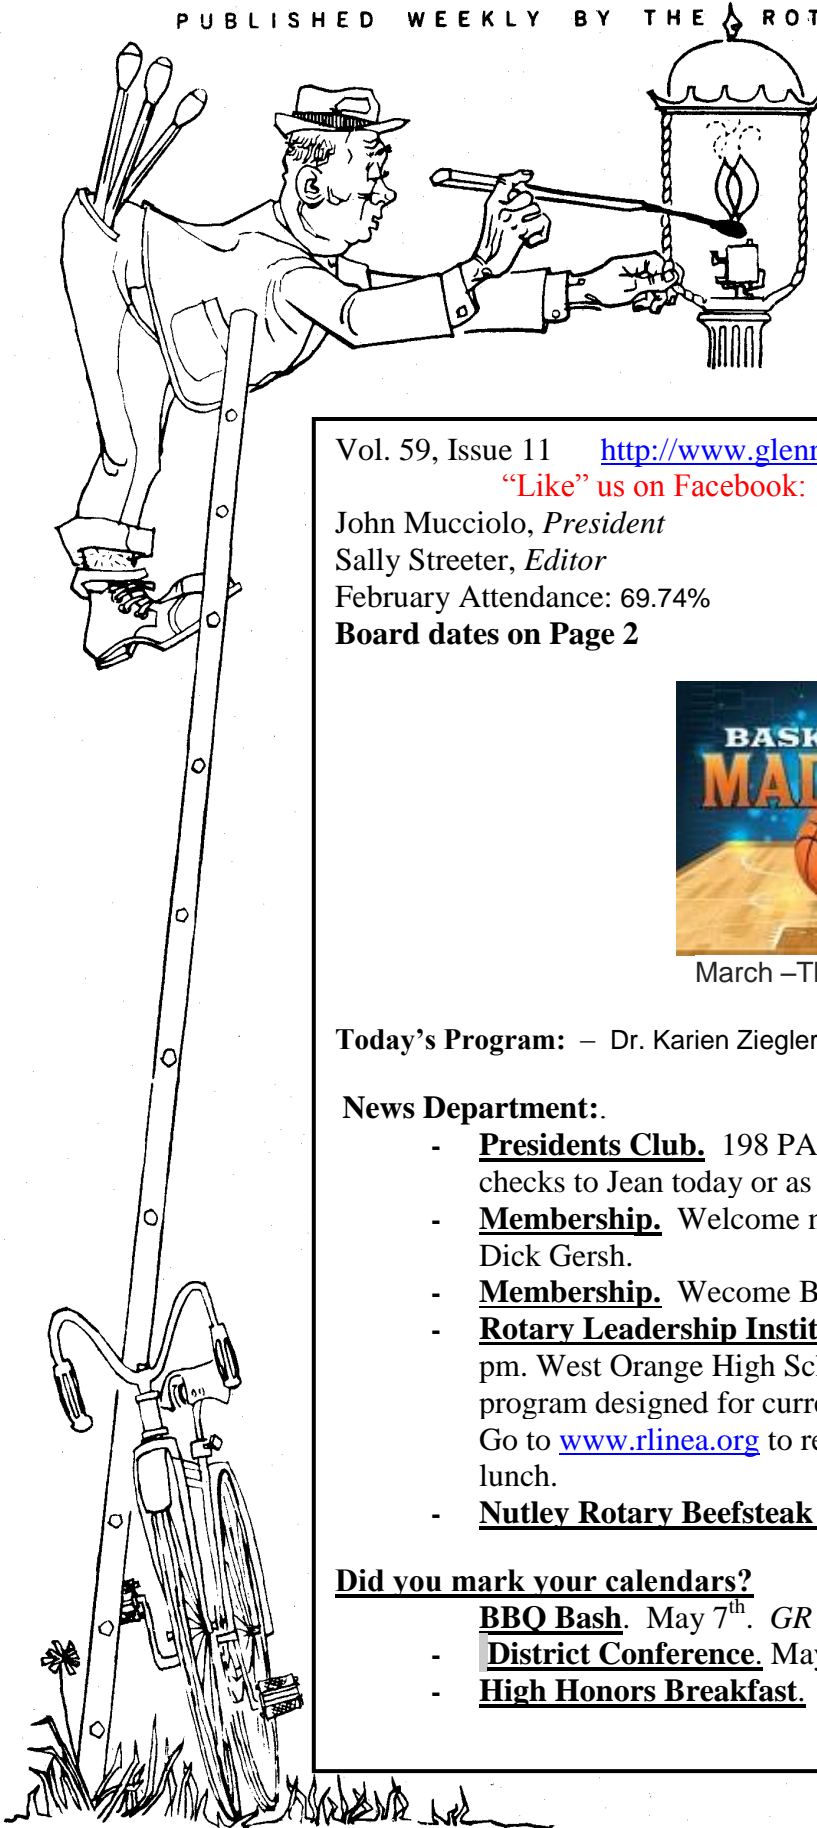 PUBLISHED WEEKLY BY THE ROT
Vol. 59, Issue 11 http://www.glenr
“Like” us on Facebook:
John Mucciolo, President
Sally Streeter, Editor
February Attendance: 69.74%
Board dates on Page 2
BASK
MAD
March –Th
Today’s Program: – Dr. Karien Ziegler
News Department:.
- Presidents Club. 198 PA
checks to Jean today or as
- Membership. Welcome n
Dick Gersh.
- Membership. Wecome B
- Rotary Leadership Instit
pm. West Orange High Sch
program designed for curre
Go to www.rlinea.org to re
lunch.
- Nutley Rotary Beefsteak
Did you mark your calendars?
BBQ Bash. May 7th. GR
- District Conference. May
- High Honors Breakfast.